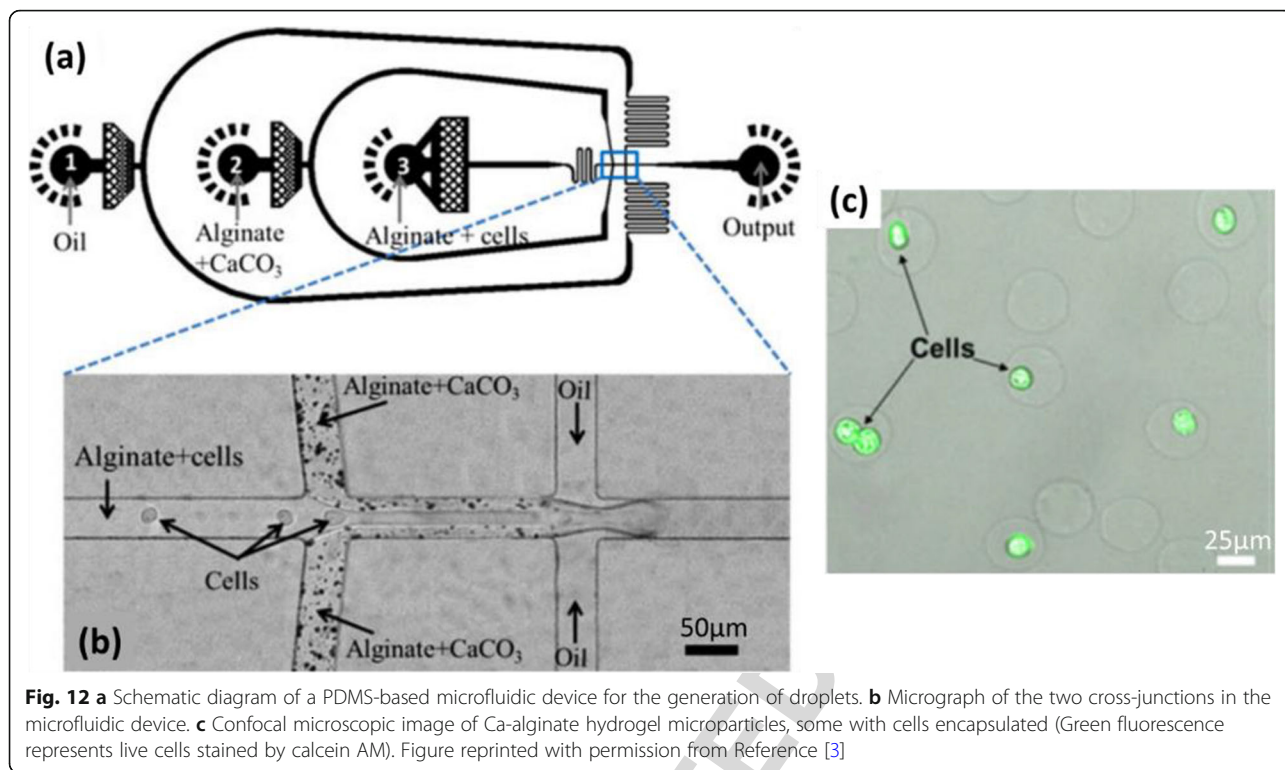 (a)
1
2
3
Oil
Alginate
+CaCO₃
Alginate + cells
Output
(c)
Cells
25μm
Alginate+CaCO₃
Oil
Alginate+cells
Cells
(b)
Alginate+CaCO₃
Oil
50μm
Fig. 12 a Schematic diagram of a PDMS-based microfluidic device for the generation of droplets. b Micrograph of the two cross-junctions in the
microfluidic device. c Confocal microscopic image of Ca-alginate hydrogel microparticles, some with cells encapsulated (Green fluorescence
represents live cells stained by calcein AM). Figure reprinted with permission from Reference [3]